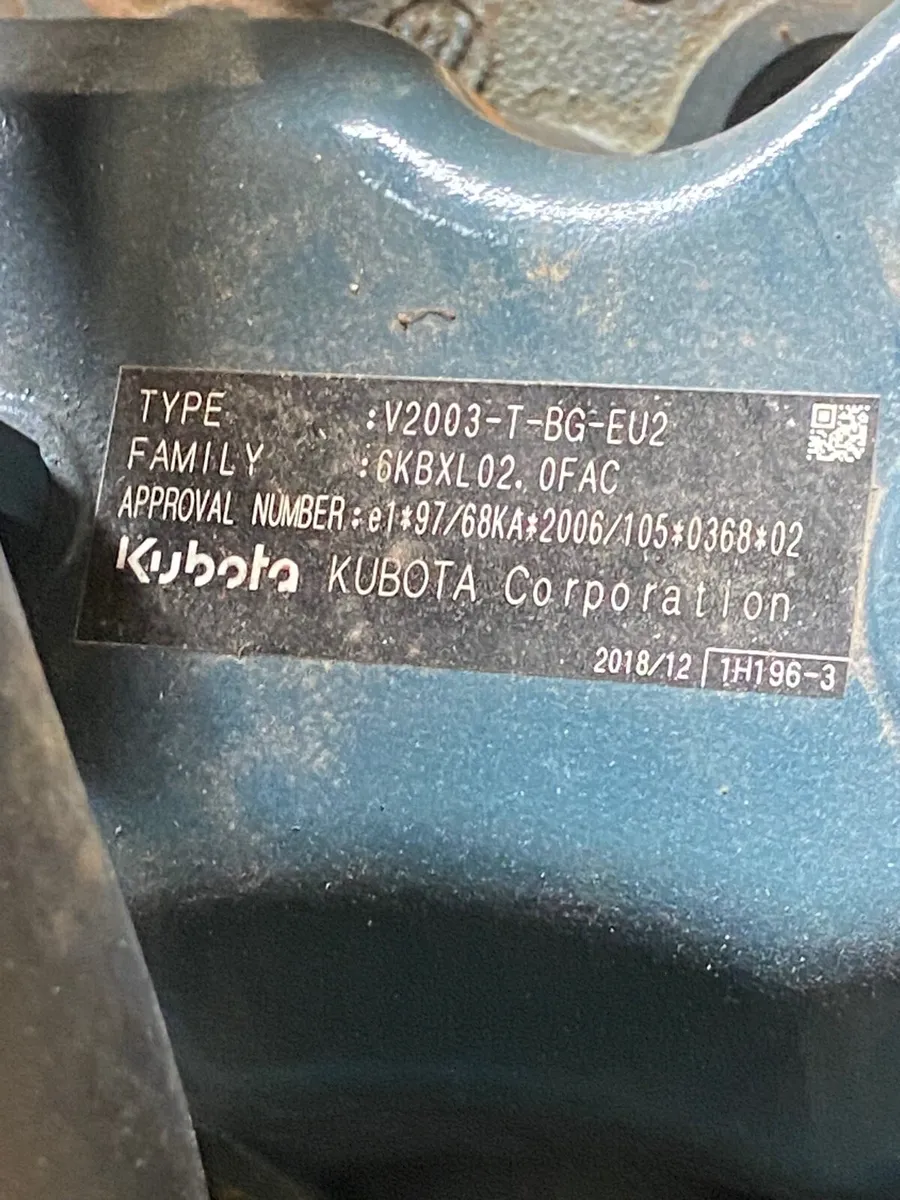 TYPE :V2003-T-BG-EU2
FAMILY :6KBXL02.0FAC
APPROVAL NUMBER:e1*97/68KA*2006/105*0368*02
Kubota KUBOTA Corporation
2018/12 1H196-3